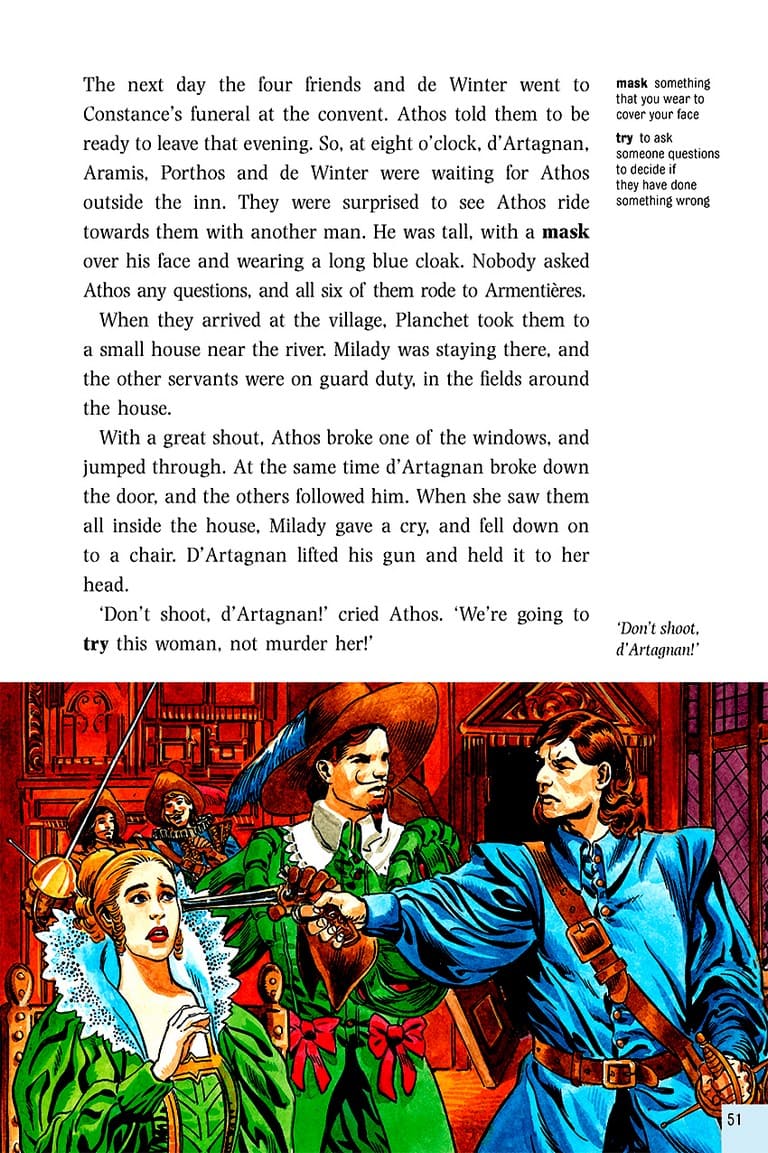 The next day the four friends and de Winter went to
Constance's funeral at the convent. Athos told them to be
ready to leave that evening. So, at eight o'clock, d'Artagnan,
Aramis, Porthos and de Winter were waiting for Athos
outside the inn. They were surprised to see Athos ride
towards them with another man. He was tall, with a mask
over his face and wearing a long blue cloak. Nobody asked
Athos any questions, and all six of them rode to Armentières.
When they arrived at the village, Planchet took them to
a small house near the river. Milady was staying there, and
the other servants were on guard duty, in the fields around
the house.
With a great shout, Athos broke one of the windows, and
jumped through. At the same time d'Artagnan broke down
the door, and the others followed him. When she saw them
all inside the house, Milady gave a cry, and fell down on
to a chair. D'Artagnan lifted his gun and held it to her
head.
‘Don't shoot, d'Artagnan!’ cried Athos. ‘We're going to
try this woman, not murder her!’
mask something
that you wear to
cover your face
try to ask
someone questions
to decide if
they have done
something wrong
‘Don't shoot,
d'Artagnan!’
51